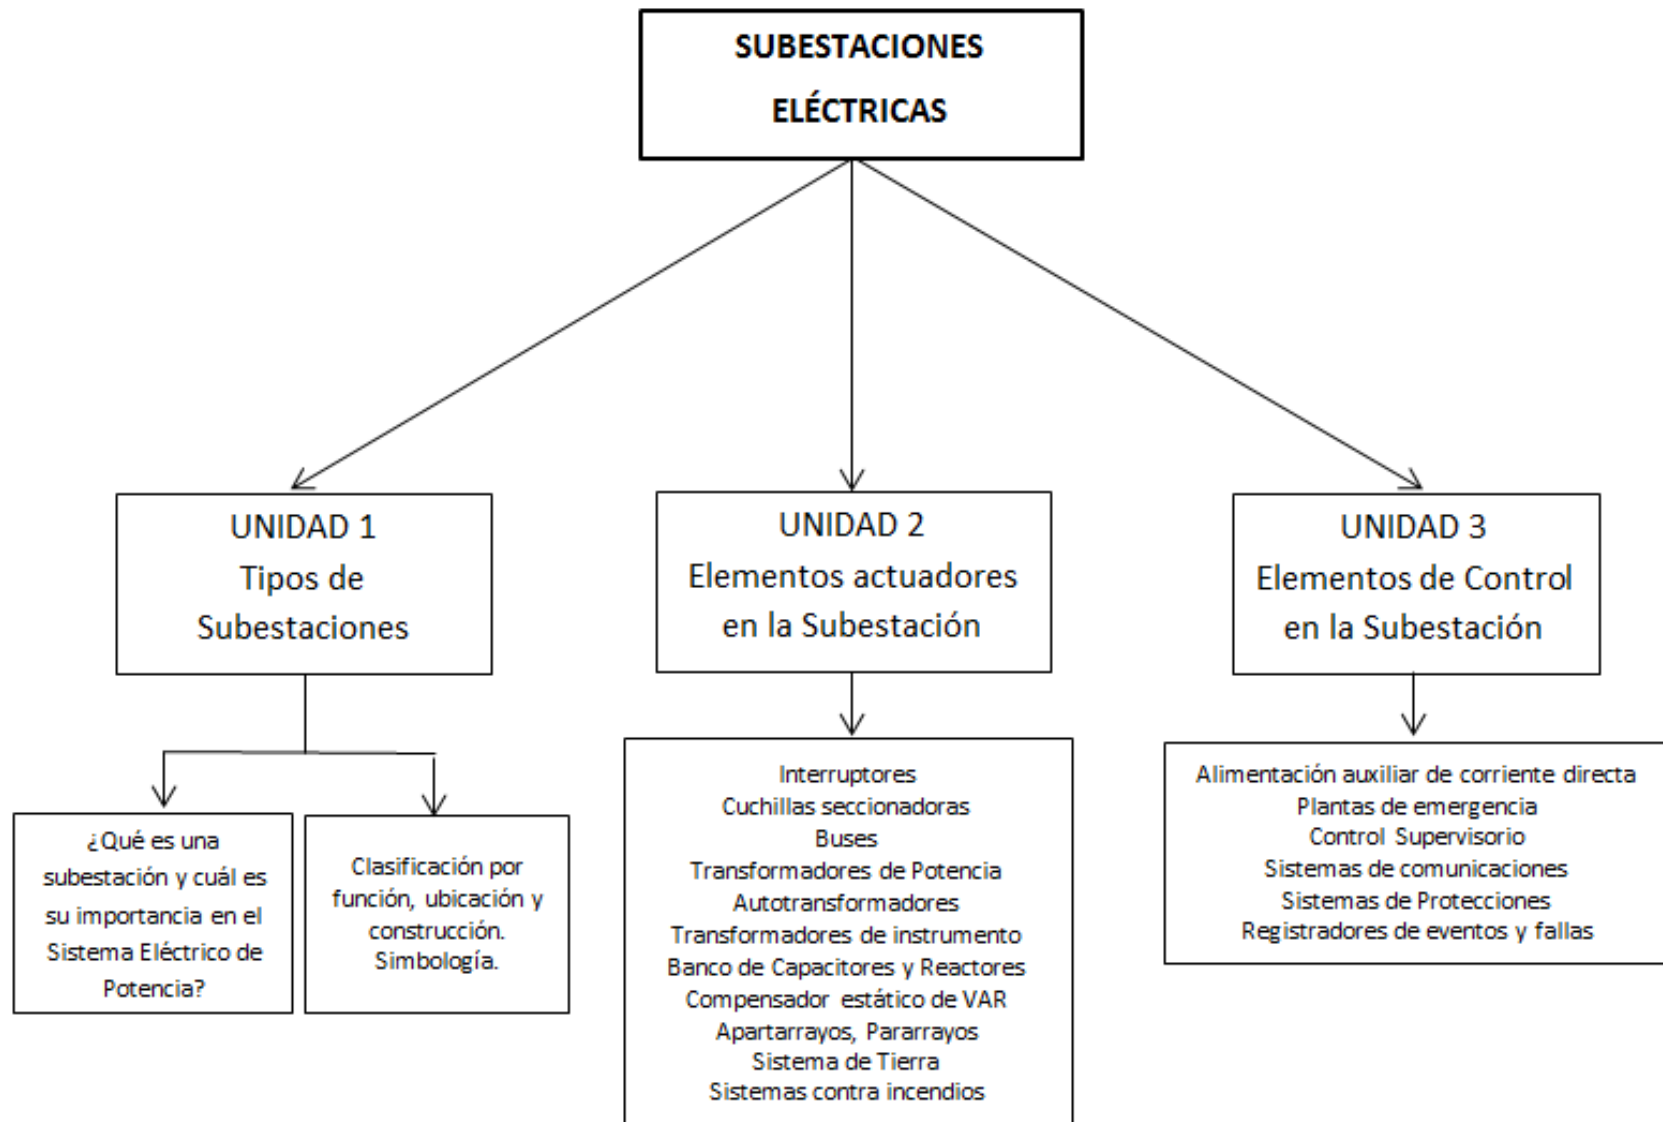 SUBESTACIONES
ELÉCTRICAS
UNIDAD 1
Tipos de
Subestaciones
UNIDAD 2
Elementos actuadores
en la Subestación
UNIDAD 3
Elementos de Control
en la Subestación
¿Qué es una
subestación y cuál es
su importancia en el
Sistema Eléctrico de
Potencia?
Clasificación por
función, ubicación y
construcción.
Simbología.
Interruptores
Cuchillas seccionadoras
Buses
Transformadores de Potencia
Autotransformadores
Transformadores de instrumento
Banco de Capacitores y Reactores
Compensador estático de VAR
Apartarrayos, Pararrayos
Sistema de Tierra
Sistemas contra incendios
Alimentación auxiliar de corriente directa
Plantas de emergencia
Control Supervisorio
Sistemas de comunicaciones
Sistemas de Protecciones
Registradores de eventos y fallas